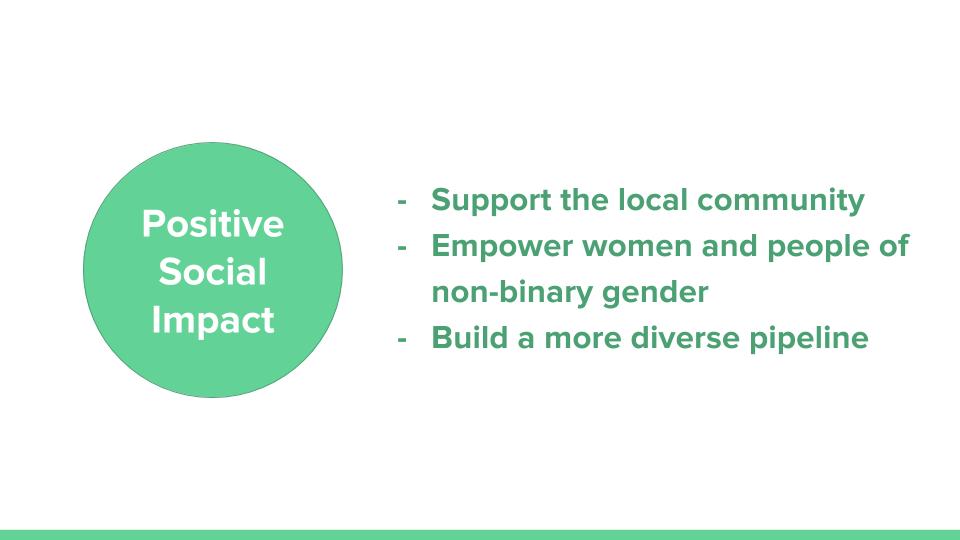 Positive
Social
Impact
- Support the local community
- Empower women and people of
non-binary gender
- Build a more diverse pipeline